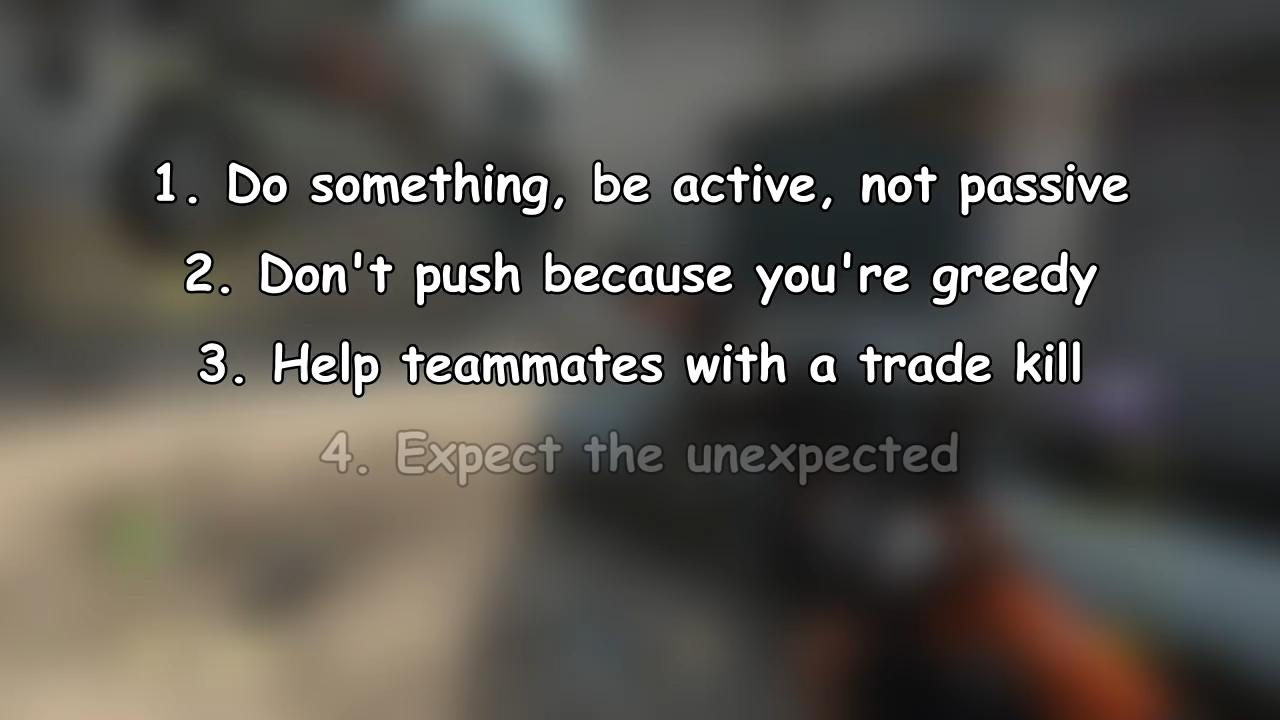 1. Do something, be active, not passive
2. Don't push because you're greedy
3. Help teammates with a trade kill
4. Expect the unexpected